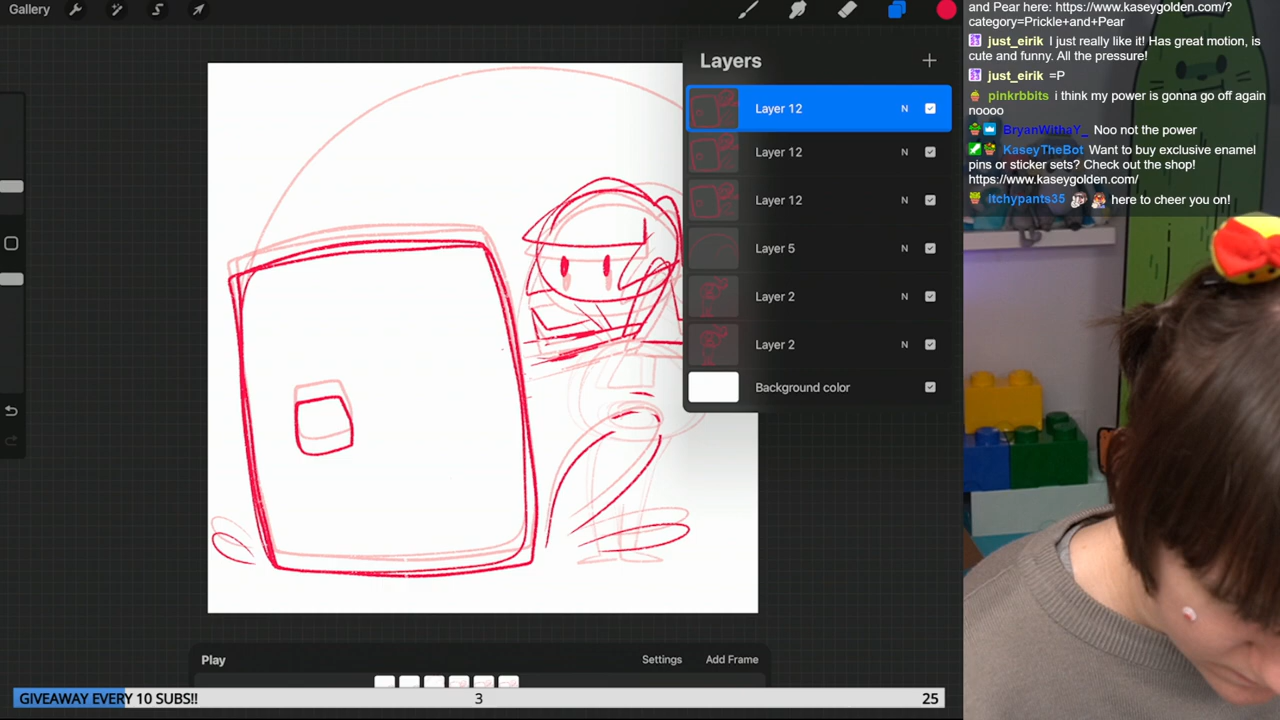 Gallery
Layers
Layer 12 N
Layer 12 N
Layer 12 N
Layer 5 N
Layer 2 N
Layer 2 N
Background color
Play
Settings
Add Frame
GIVEAWAY EVERY 10 SUBS!!
3
25
and Pear here: https://www.kaseygolden.com/?
category=Prickle+and+Pear
just_eirik I just really like it! Has great motion, is
cute and funny. All the pressure!
just_eirik =P
pinkrbbits i think my power is gonna go off again
noooo
BryanWithaY_ Noo not the power
KaseyTheBot Want to buy exclusive enamel
pins or sticker sets? Check out the shop!
https://www.kaseygolden.com/
Itchypants35 here to cheer you on!